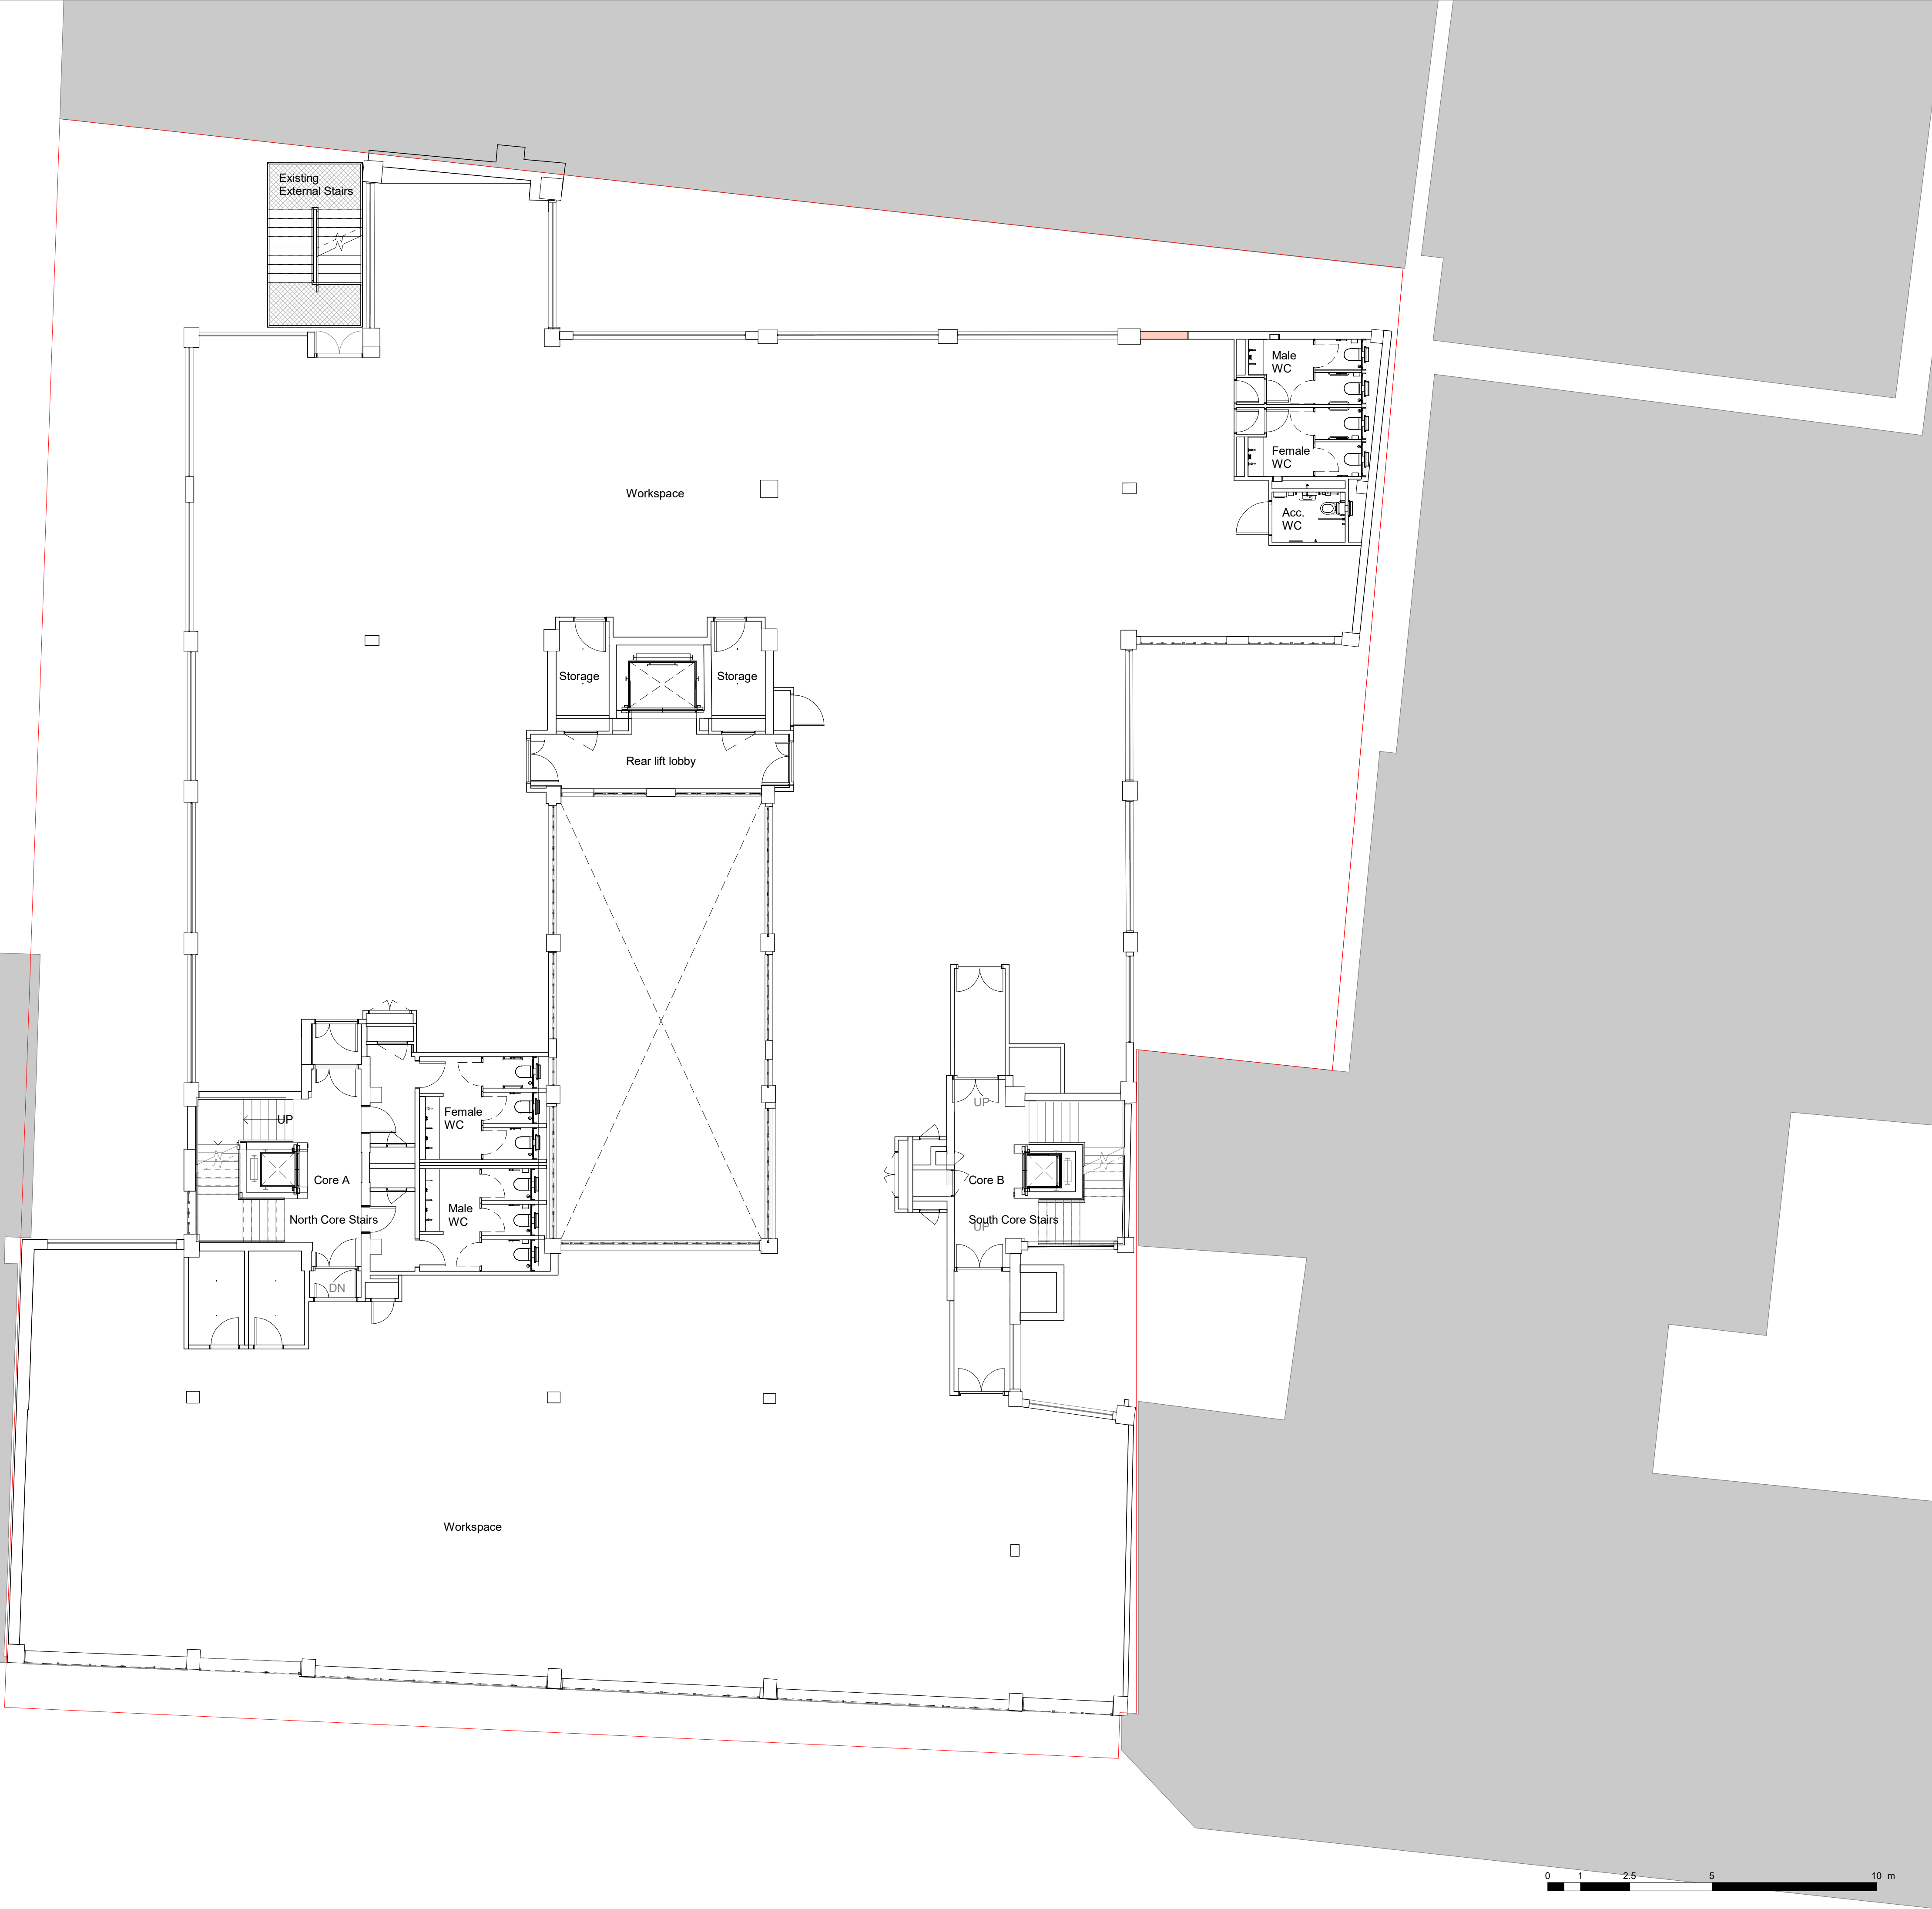 Existing
External Stairs
Male
WC
Female
WC
Workspace
Acc.
WC
Storage
Storage
Rear lift lobby
UP
Female
WC
UP
Core A
Core B
Male
WC
North Core Stairs
South Core Stairs
UP
DN
Workspace
0 1 2.5 5 10 m